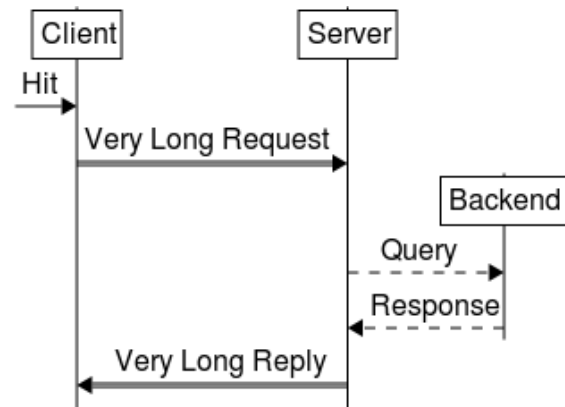 Client
Server
Hit
Very Long Request
Backend
Query
Response
Very Long Reply